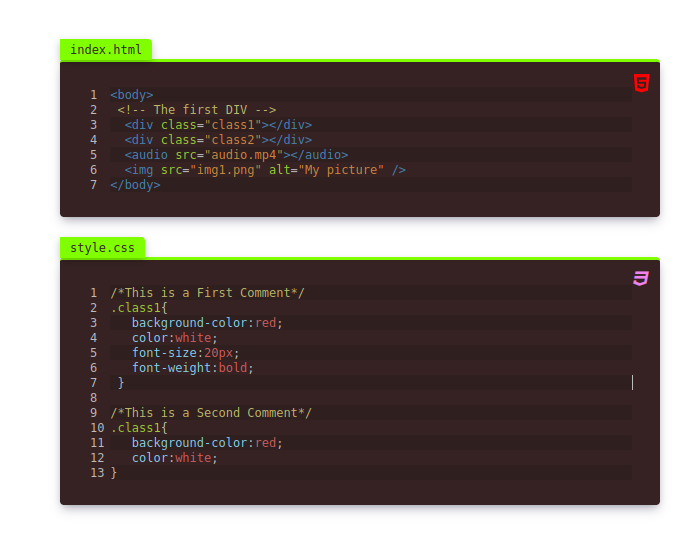 index.html
1 <body>
2  <!-- The first DIV -->
3   <div class="class1"></div>
4   <div class="class2"></div>
5   <audio src="audio.mp4"></audio>
6   <img src="img1.png" alt="My picture" />
7 </body>
style.css
1 /*This is a First Comment*/
2 .class1{
3    background-color:red;
4    color:white;
5    font-size:20px;
6    font-weight:bold;
7  }
8
9 /*This is a Second Comment*/
10 .class1{
11    background-color:red;
12    color:white;
13 }